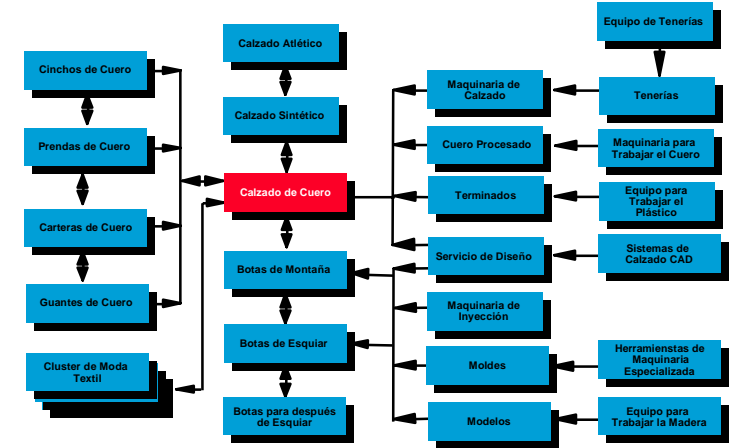 Equipo de Tenerías
Calzado Atlético
Cinchos de Cuero
Maquinaria de
Calzado
Tenerías
Calzado Sintético
Prendas de Cuero
Cuero Procesado
Maquinaria para
Trabajar el Cuero
Calzado de Cuero
Terminados
Equipo para
Trabajar el
Plástico
Carteras de Cuero
Servicio de Diseño
Sistemas de
Calzado CAD
Botas de Montaña
Guantes de Cuero
Maquinaria de
Inyección
Botas de Esquiar
Cluster de Moda
Textil
Moldes
Herramienstas de
Maquinaria
Especializada
Botas para después
de Esquiar
Modelos
Equipo para
Trabajar la Madera